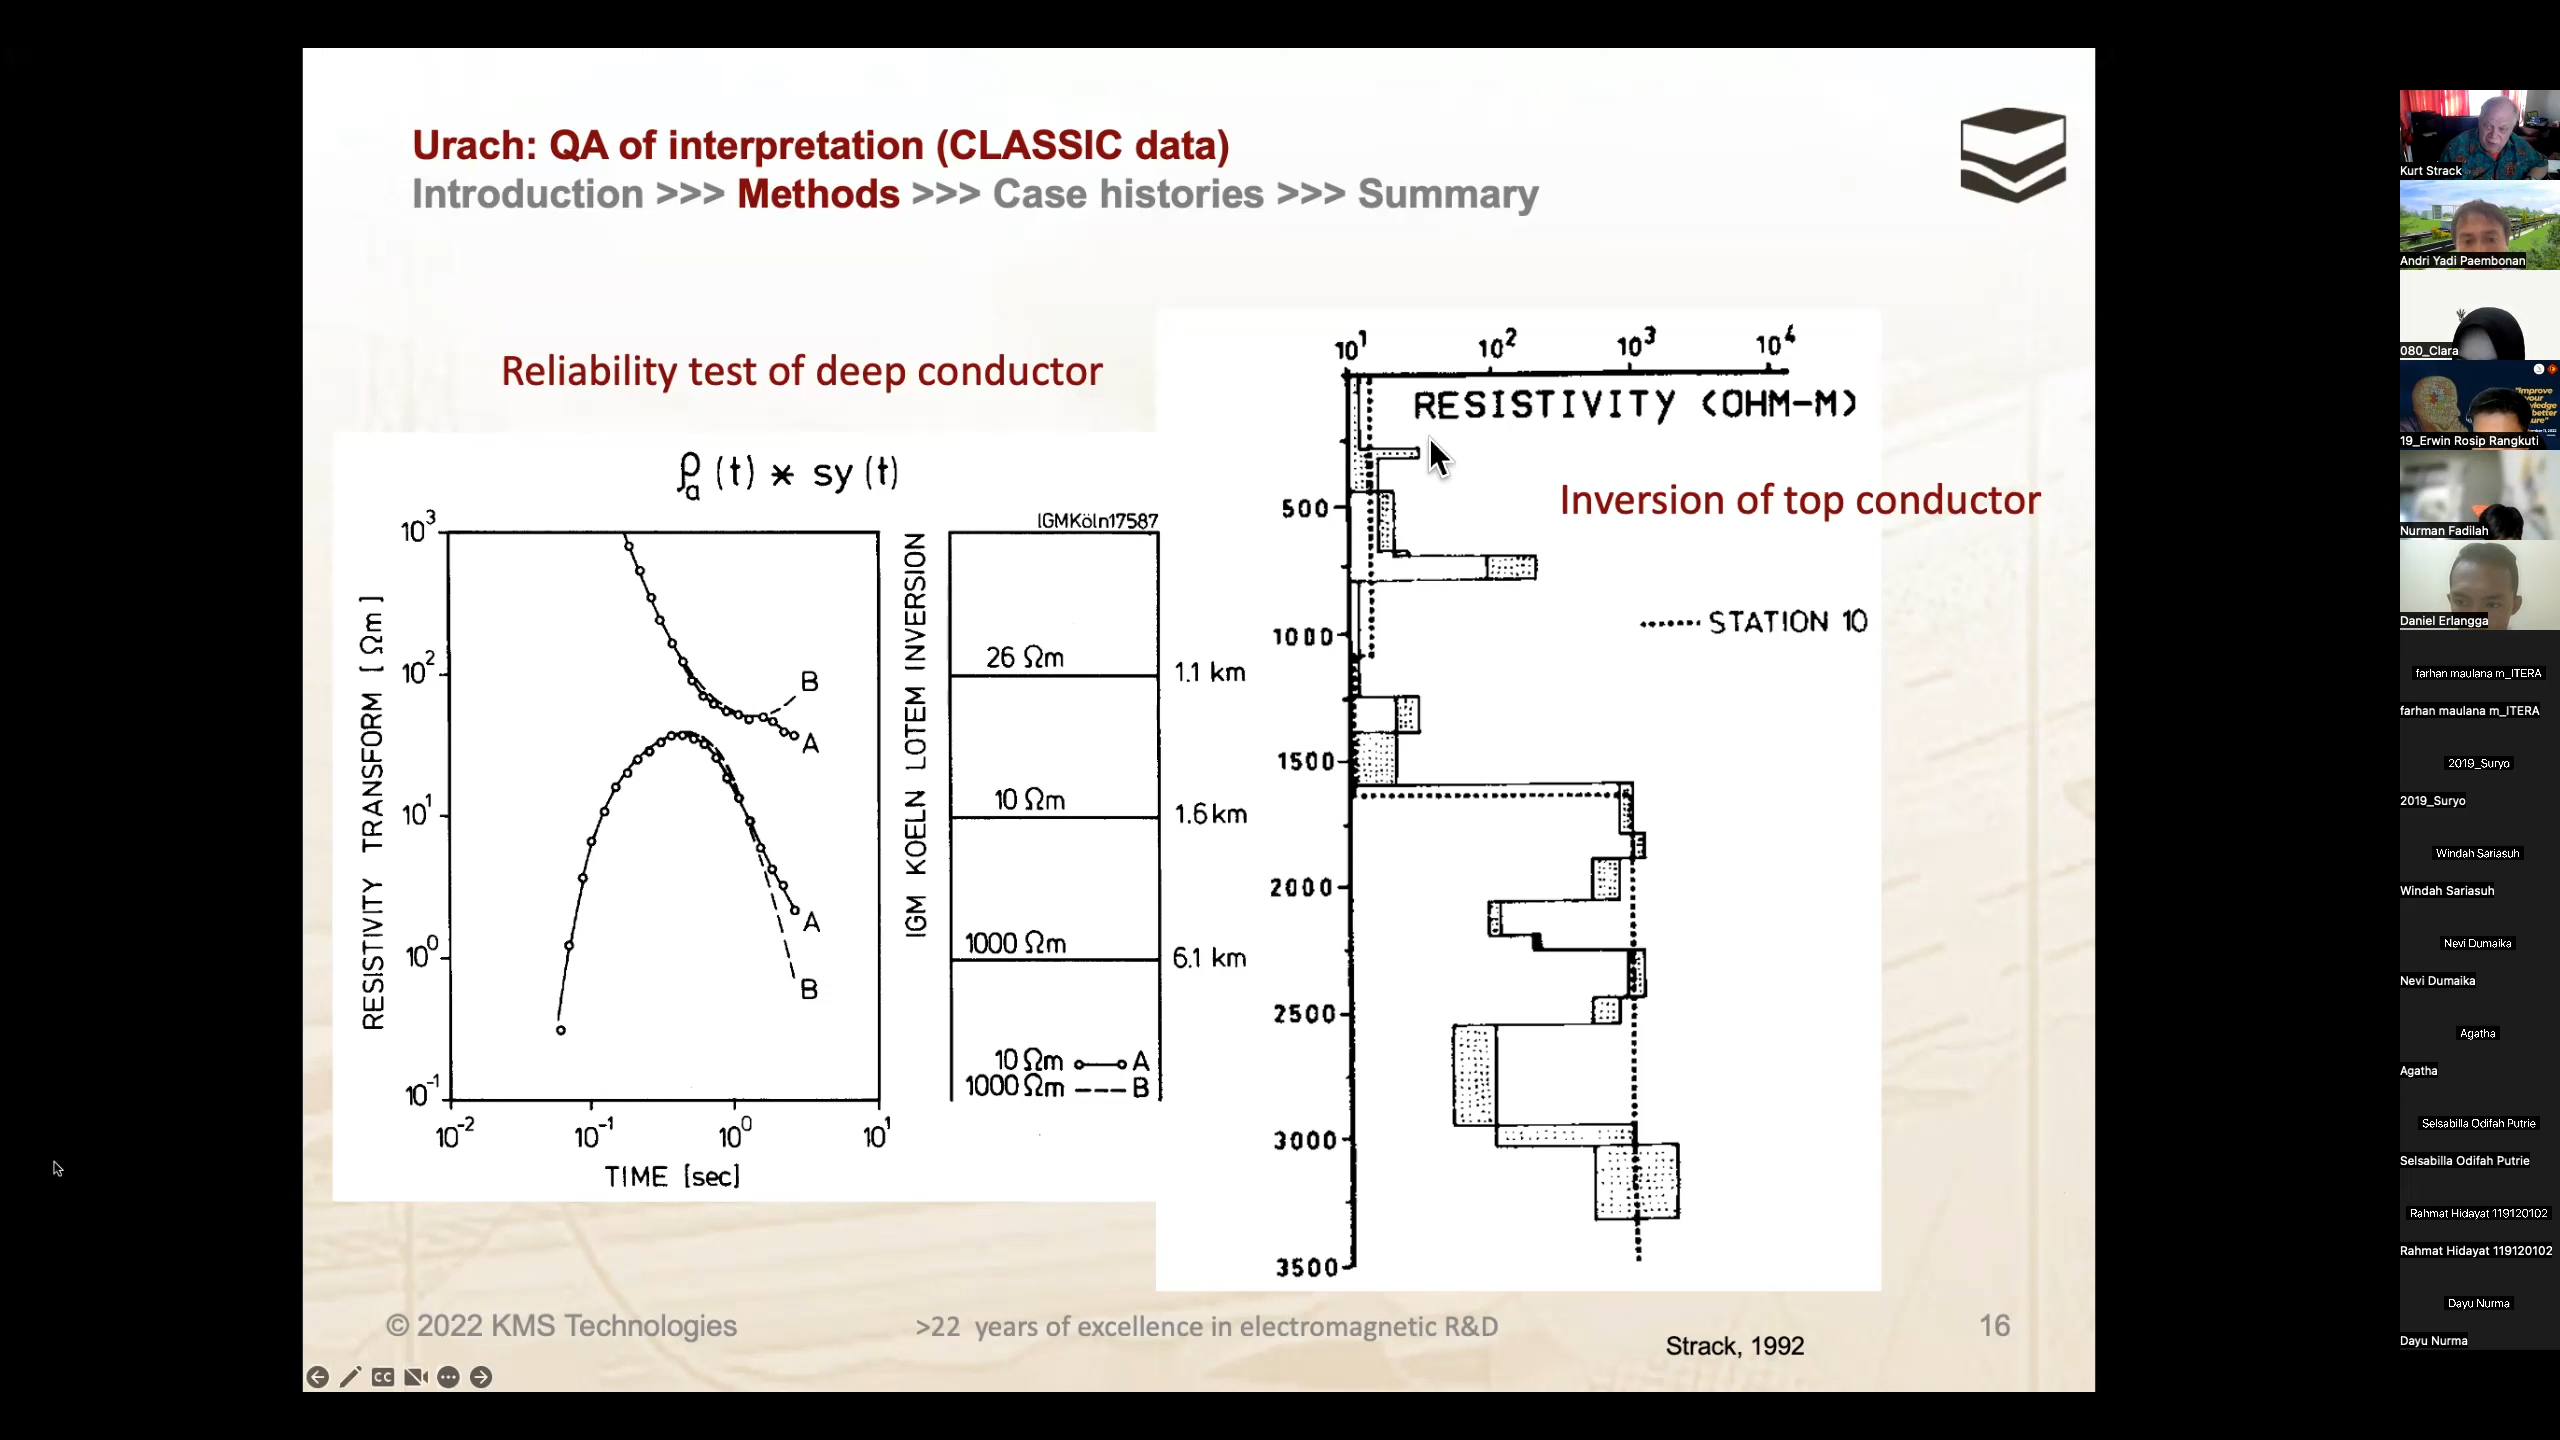 Urach: QA of interpretation (CLASSIC data)
Introduction >>> Methods >>> Case histories >>> Summary
Reliability test of deep conductor
ρa (t) * sy (t)
RESISTIVITY TRANSFORM [ Ωm ]
10³
10²
10¹
10⁰
10⁻¹
10⁻² 10⁻¹ 10⁰ 10¹
TIME [sec]
B
A
A
B
IGM KOELN LOTEM INVERSION
IGMKöln17587
26 Ωm
1.1 km
10 Ωm
1.6 km
1000 Ωm
6.1 km
10 Ωm A
1000 Ωm B
10¹ 10² 10³ 10⁴
RESISTIVITY (OHM-M)
Inversion of top conductor
STATION 10
500
1000
1500
2000
2500
3000
3500
© 2022 KMS Technologies
>22 years of excellence in electromagnetic R&D
Strack, 1992
16
CC
Kurt Strack
Andri Yadi Paembonan
080_Clara
"Improve
your
better
19_Erwin Rosip Rangkuti
Nurman Fadilah
Daniel Erlangga
farhan maulana m_ITERA
farhan maulana m_ITERA
2019_Suryo
2019_Suryo
Windah Sariasuh
Windah Sariasuh
Nevi Dumaika
Nevi Dumaika
Agatha
Agatha
Selsabilla Odifah Putrie
Selsabilla Odifah Putrie
Rahmat Hidayat 119120102
Rahmat Hidayat 119120102
Dayu Nurma
Dayu Nurma